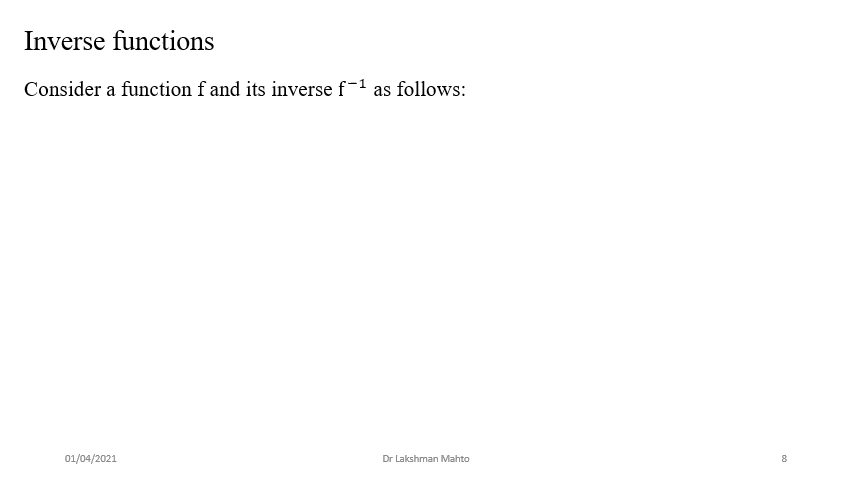 Inverse functions
Consider a function f and its inverse f⁻¹ as follows:
01/04/2021
Dr Lakshman Mahto
8